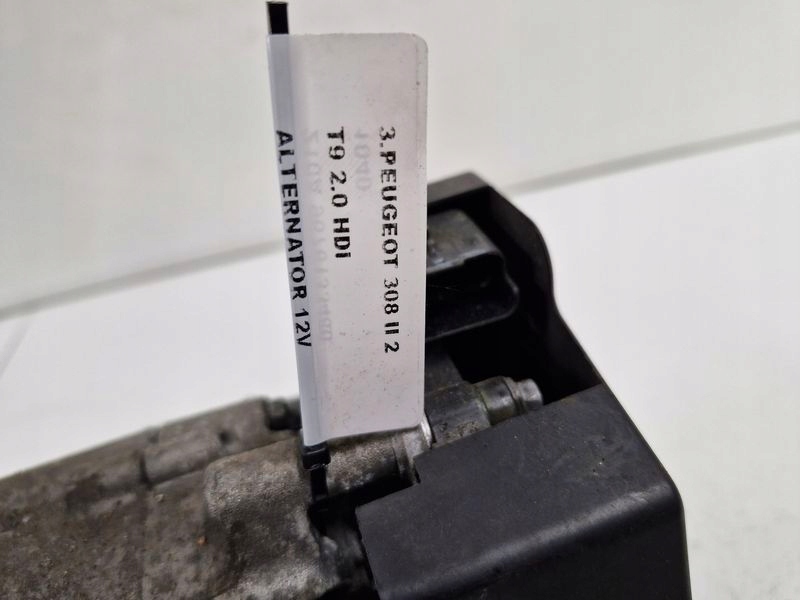 3.PEUGEOT 308 II 2
T9 2.0 HDi
ALTERNATOR 12V